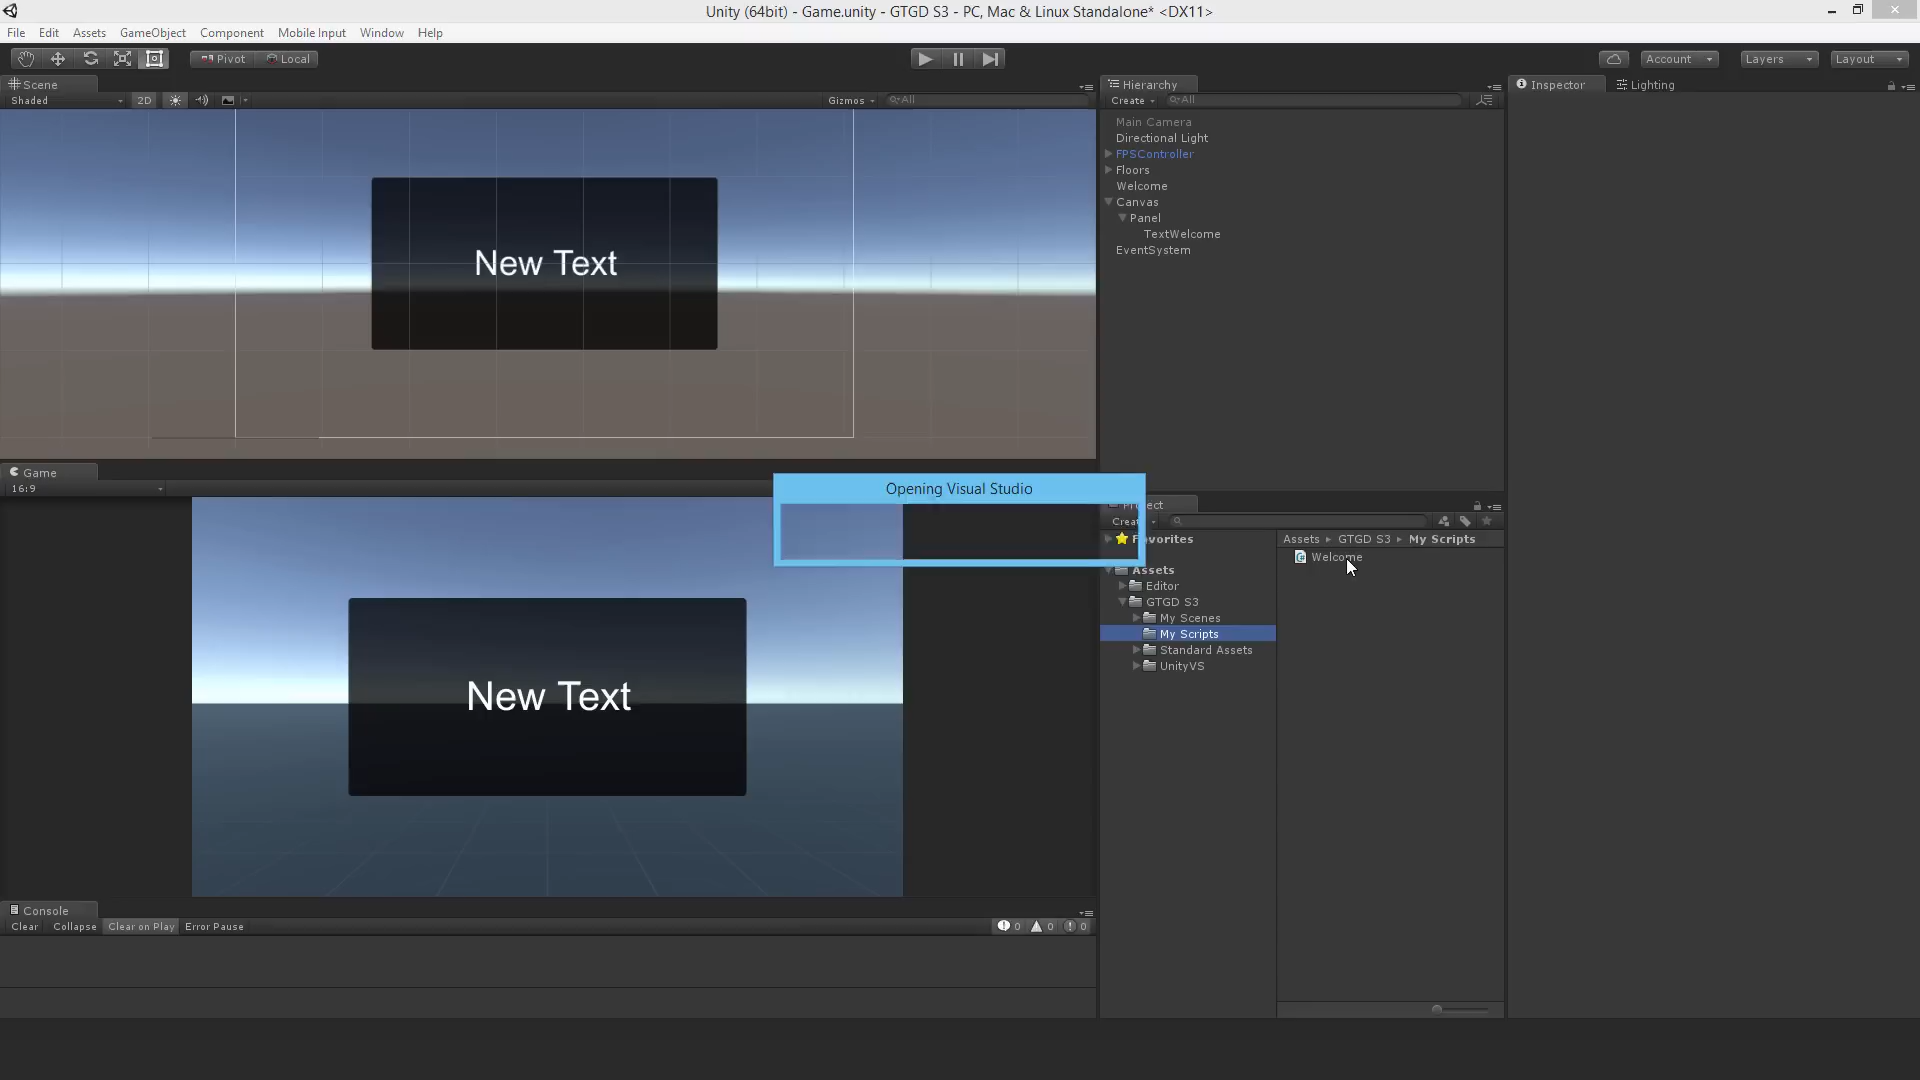 Unity (64bit) - Game.unity - GTGD S3 - PC, Mac & Linux Standalone* <DX11>
File Edit Assets GameObject Component Mobile Input Window Help
Pivot Local Account Layers Layout
Scene
Shaded 2D Gizmos All
New Text
Game
16:9
New Text
Console
Clear Collapse Clear on Play Error Pause 0 0 0
Opening Visual Studio
Hierarchy
Create All
Main Camera
Directional Light
FPSController
Floors
Welcome
Canvas
Panel
TextWelcome
EventSystem
Project
Favorites
Assets
Editor
GTGD S3
My Scenes
My Scripts
Standard Assets
UnityVS
Assets GTGD S3 My Scripts
Welcome
Inspector Lighting